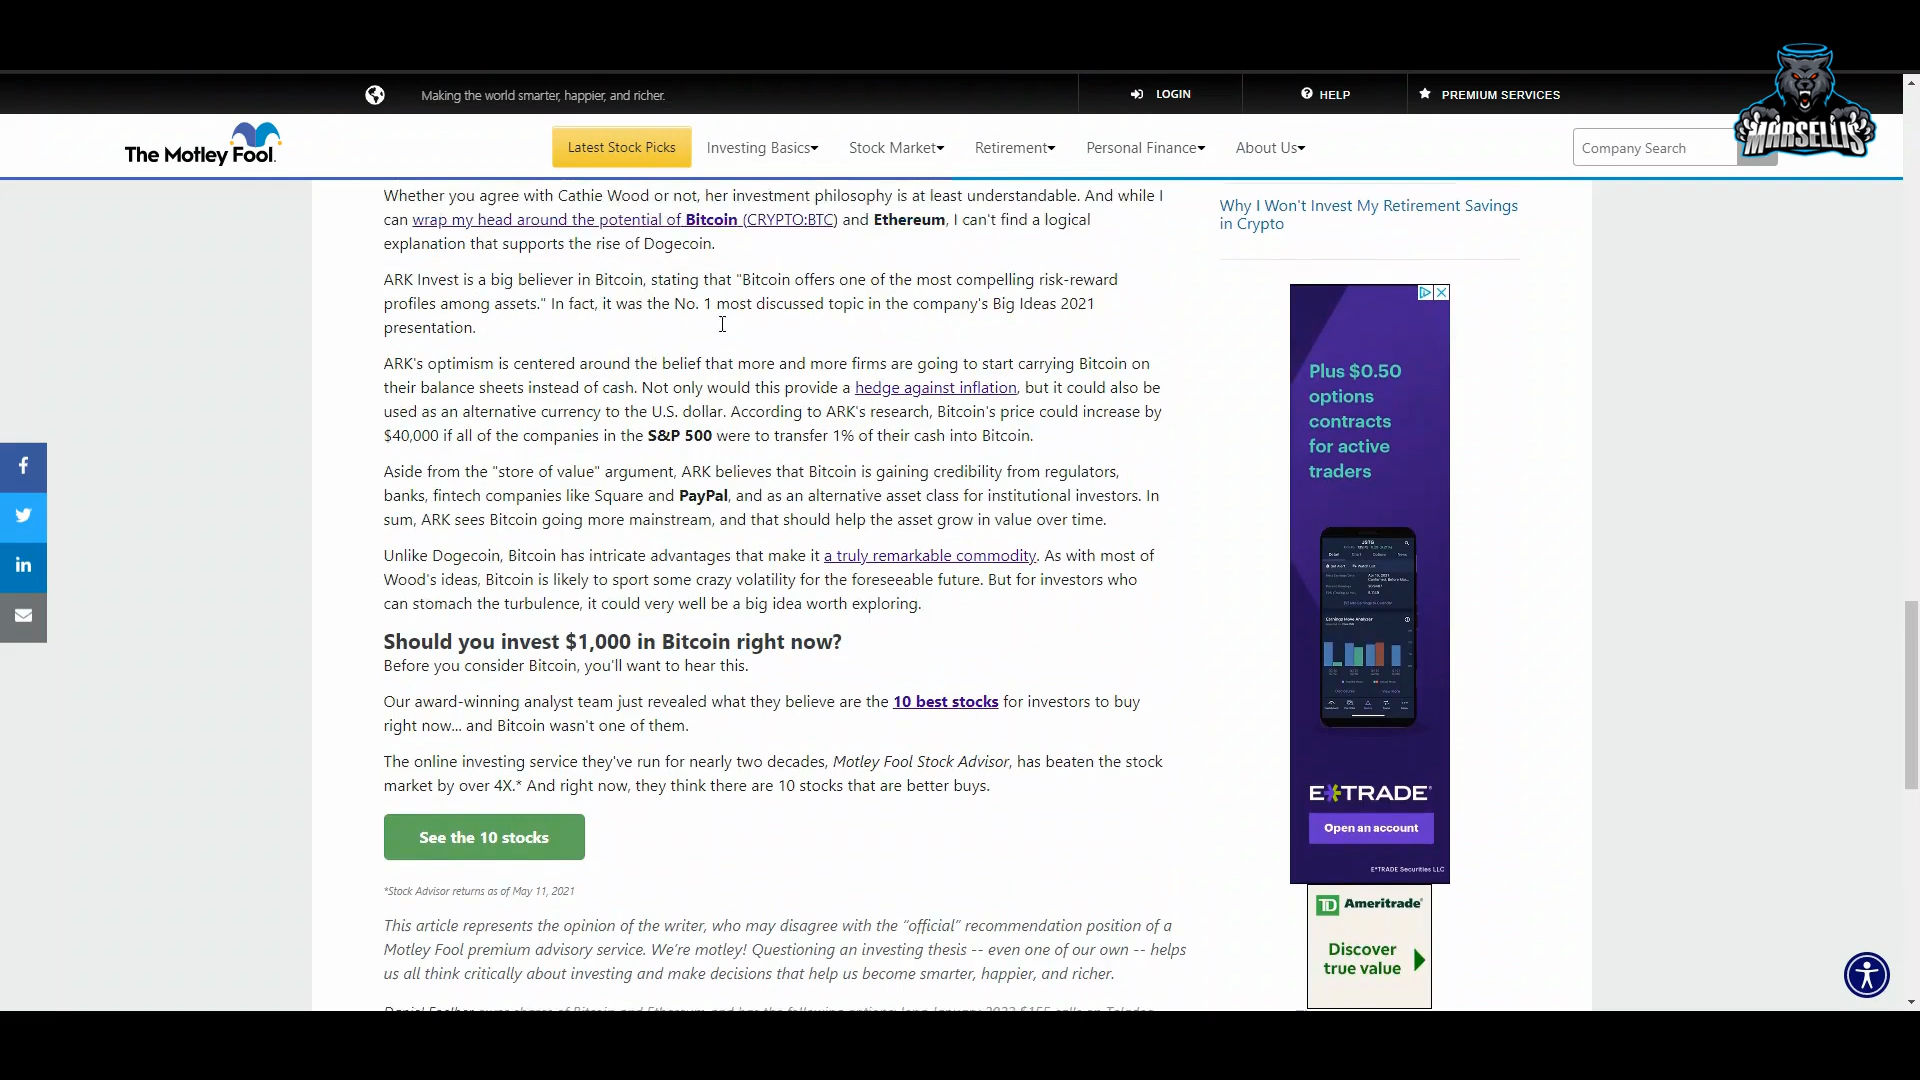 Making the world smarter, happier, and richer.
LOGIN
HELP
PREMIUM SERVICES
MARSELLIS
The Motley Fool.
Latest Stock Picks
Investing Basics
Stock Market
Retirement
Personal Finance
About Us
Company Search
Whether you agree with Cathie Wood or not, her investment philosophy is at least understandable. And while I
can wrap my head around the potential of Bitcoin (CRYPTO:BTC) and Ethereum, I can't find a logical
explanation that supports the rise of Dogecoin.
ARK Invest is a big believer in Bitcoin, stating that "Bitcoin offers one of the most compelling risk-reward
profiles among assets." In fact, it was the No. 1 most discussed topic in the company's Big Ideas 2021
presentation.
ARK's optimism is centered around the belief that more and more firms are going to start carrying Bitcoin on
their balance sheets instead of cash. Not only would this provide a hedge against inflation, but it could also be
used as an alternative currency to the U.S. dollar. According to ARK's research, Bitcoin's price could increase by
$40,000 if all of the companies in the S&P 500 were to transfer 1% of their cash into Bitcoin.
Aside from the "store of value" argument, ARK believes that Bitcoin is gaining credibility from regulators,
banks, fintech companies like Square and PayPal, and as an alternative asset class for institutional investors. In
sum, ARK sees Bitcoin going more mainstream, and that should help the asset grow in value over time.
Unlike Dogecoin, Bitcoin has intricate advantages that make it a truly remarkable commodity. As with most of
Wood's ideas, Bitcoin is likely to sport some crazy volatility for the foreseeable future. But for investors who
can stomach the turbulence, it could very well be a big idea worth exploring.
Should you invest $1,000 in Bitcoin right now?
Before you consider Bitcoin, you'll want to hear this.
Our award-winning analyst team just revealed what they believe are the 10 best stocks for investors to buy
right now... and Bitcoin wasn't one of them.
The online investing service they've run for nearly two decades, Motley Fool Stock Advisor, has beaten the stock
market by over 4X.* And right now, they think there are 10 stocks that are better buys.
See the 10 stocks
*Stock Advisor returns as of May 11, 2021
This article represents the opinion of the writer, who may disagree with the “official” recommendation position of a
Motley Fool premium advisory service. We’re motley! Questioning an investing thesis -- even one of our own -- helps
us all think critically about investing and make decisions that help us become smarter, happier, and richer.
Why I Won't Invest My Retirement Savings
in Crypto
Plus $0.50
options
contracts
for active
traders
E*TRADE
Open an account
E*TRADE Securities LLC
TD Ameritrade
Discover
true value